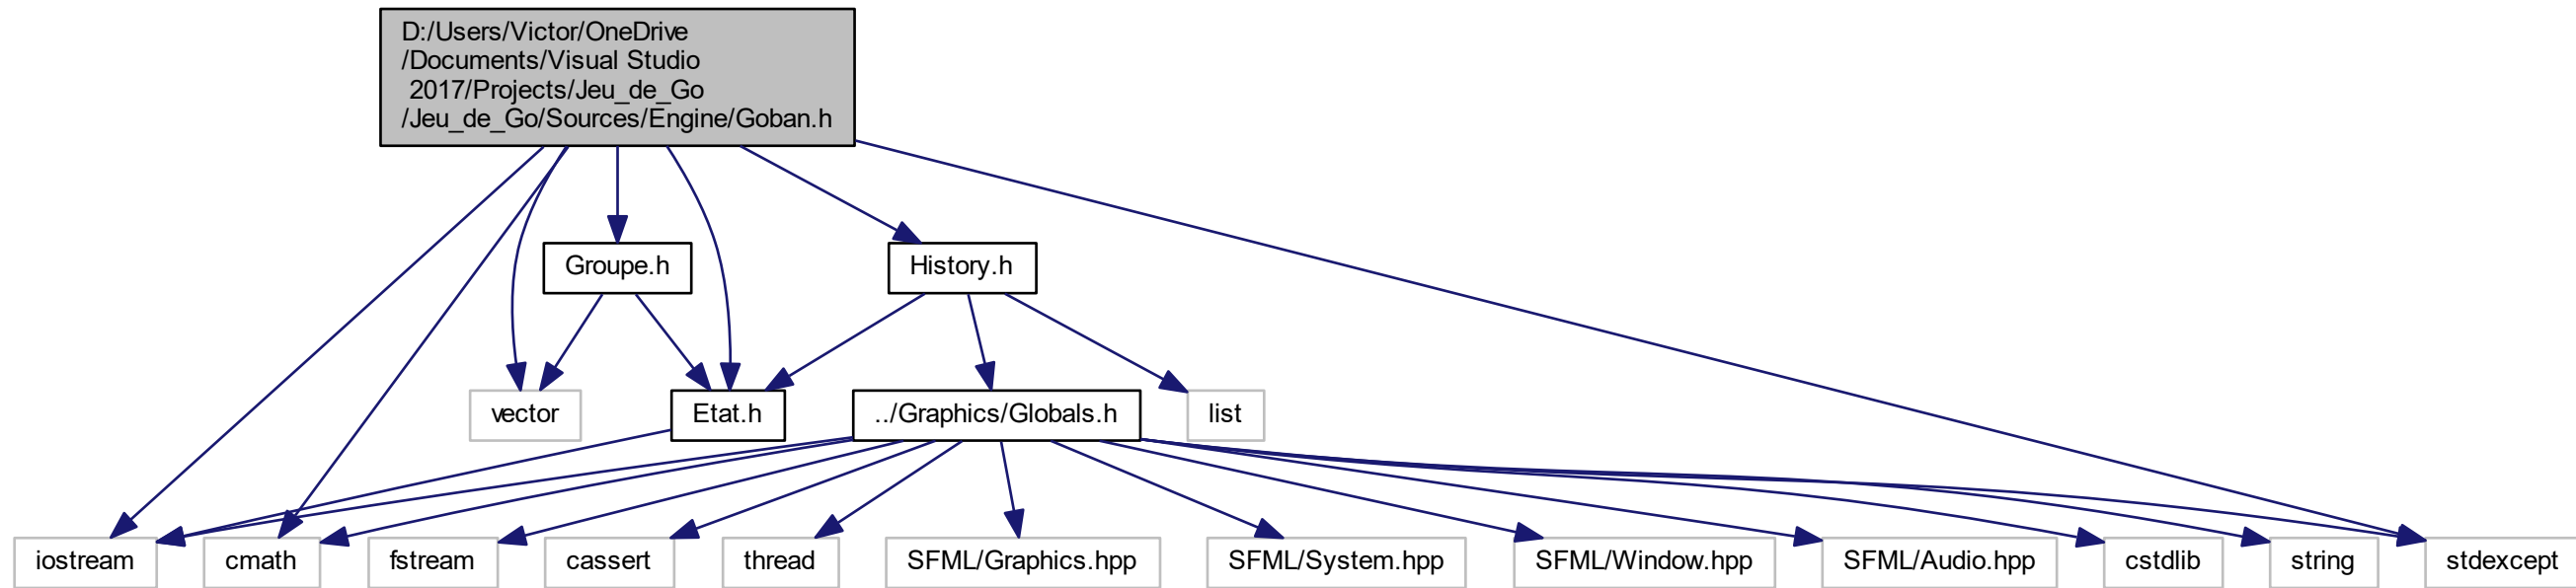 D:/Users/Victor/OneDrive
/Documents/Visual Studio
2017/Projects/Jeu_de_Go
/Jeu_de_Go/Sources/Engine/Goban.h
Groupe.h
History.h
vector
Etat.h
../Graphics/Globals.h
list
iostream
cmath
fstream
cassert
thread
SFML/Graphics.hpp
SFML/System.hpp
SFML/Window.hpp
SFML/Audio.hpp
cstdlib
string
stdexcept